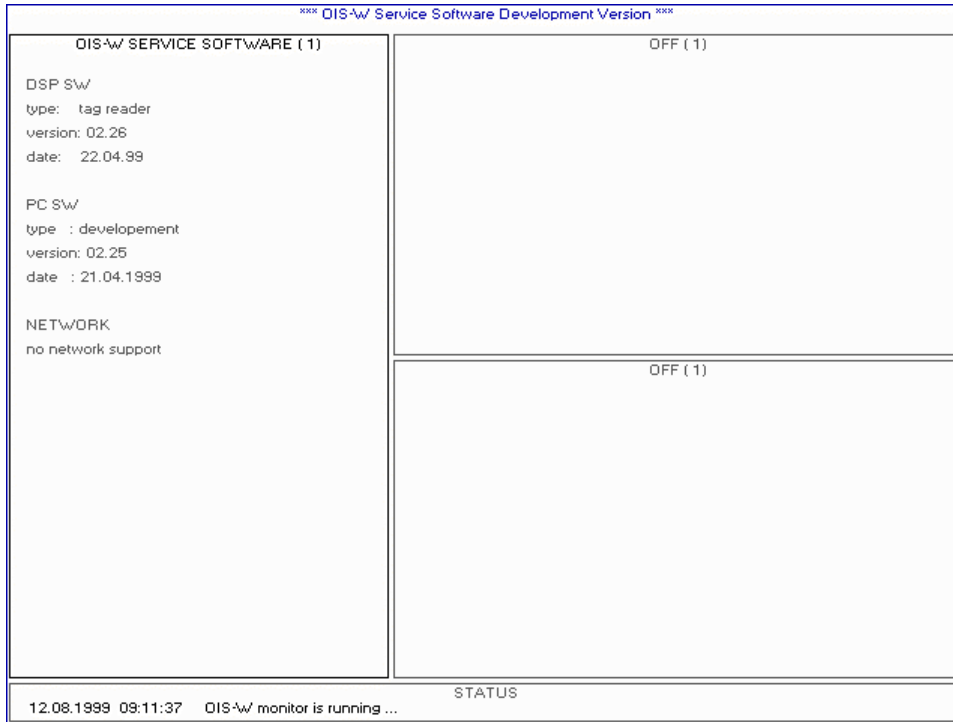 *** OIS-W Service Software Development Version ***
OIS-W SERVICE SOFTWARE ( 1 )
DSP SW
type: tag reader
version: 02.26
date: 22.04.99
PC SW
type : developement
version: 02.25
date : 21.04.1999
NETWORK
no network support
OFF ( 1 )
OFF ( 1 )
STATUS
12.08.1999 09:11:37 OIS-W monitor is running ...